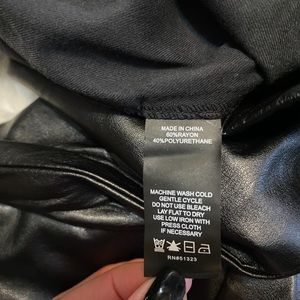 MADE IN CHINA
60%RAYON
40%POLYURETHANE
MACHINE WASH COLD
GENTLE CYCLE
DO NOT USE BLEACH
LAY FLAT TO DRY
USE LOW IRON WITH
PRESS CLOTH
IF NECESSARY
RN#51323